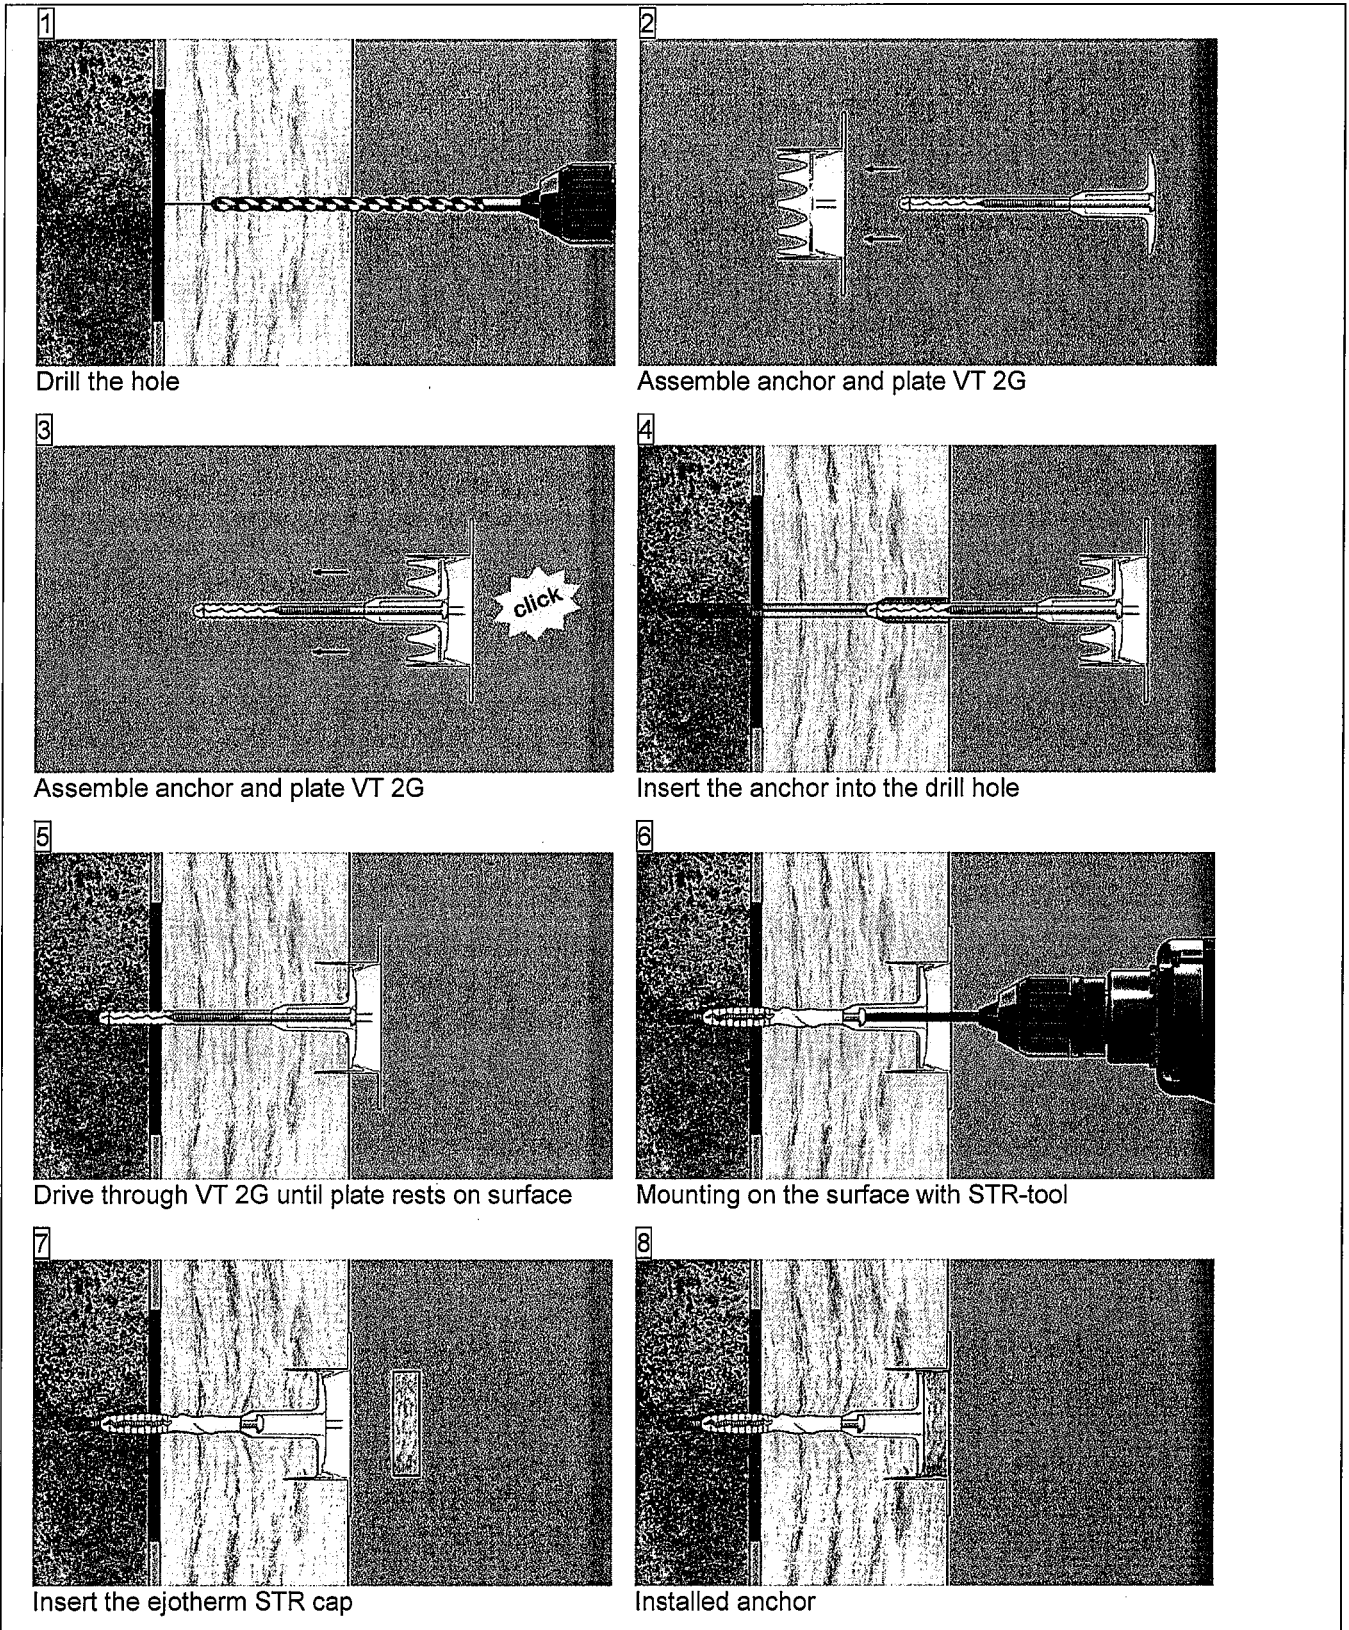 1
2
Drill the hole
Assemble anchor and plate VT 2G
3
4
click
Assemble anchor and plate VT 2G
Insert the anchor into the drill hole
5
6
Drive through VT 2G until plate rests on surface
Mounting on the surface with STR-tool
7
8
Insert the ejotherm STR cap
Installed anchor